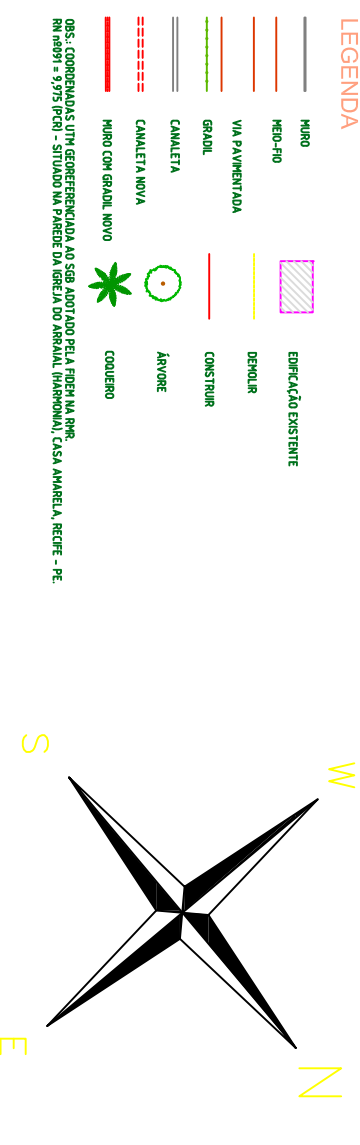 LEGENDA
MURO
MEIO-FIO
VIA PAVIMENTADA
GRADIL
CANALETA
CANALETA NOVA
MURO COM GRADIL NOVO
EDIFICAÇÃO EXISTENTE
DEMOLIR
CONSTRUIR
ÁRVORE
COQUEIRO
OBS.: COORDENADAS UTM GEOREFERENCIADA AO SGB ADOTADO PELA FIDEM NA RMR.
RN nº091 = 9,975 (PCR) - SITUADO NA PAREDE DA IGREJA DO ARRAIAL (HARMONIA), CASA AMARELA, RECIFE - PE.
W
S
N
E